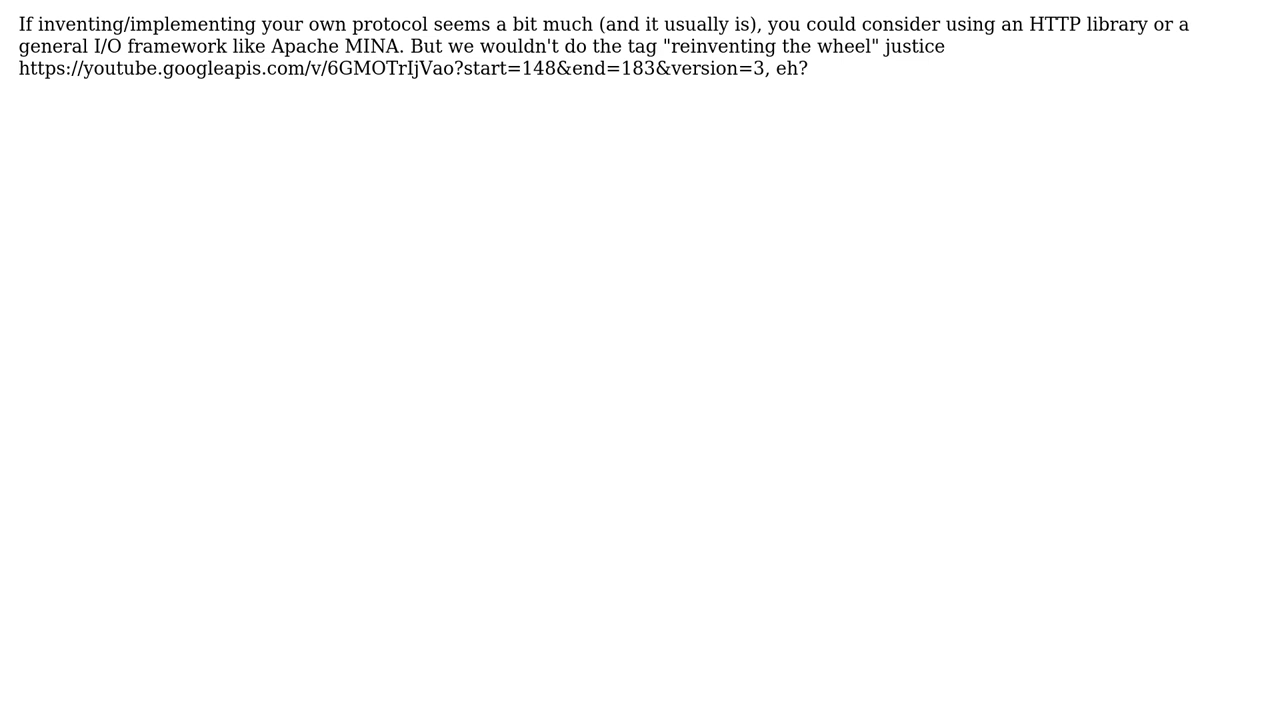 If inventing/implementing your own protocol seems a bit much (and it usually is), you could consider using an HTTP library or a
general I/O framework like Apache MINA. But we wouldn't do the tag "reinventing the wheel" justice
https://youtube.googleapis.com/v/6GMOTrIjVao?start=148&end=183&version=3, eh?